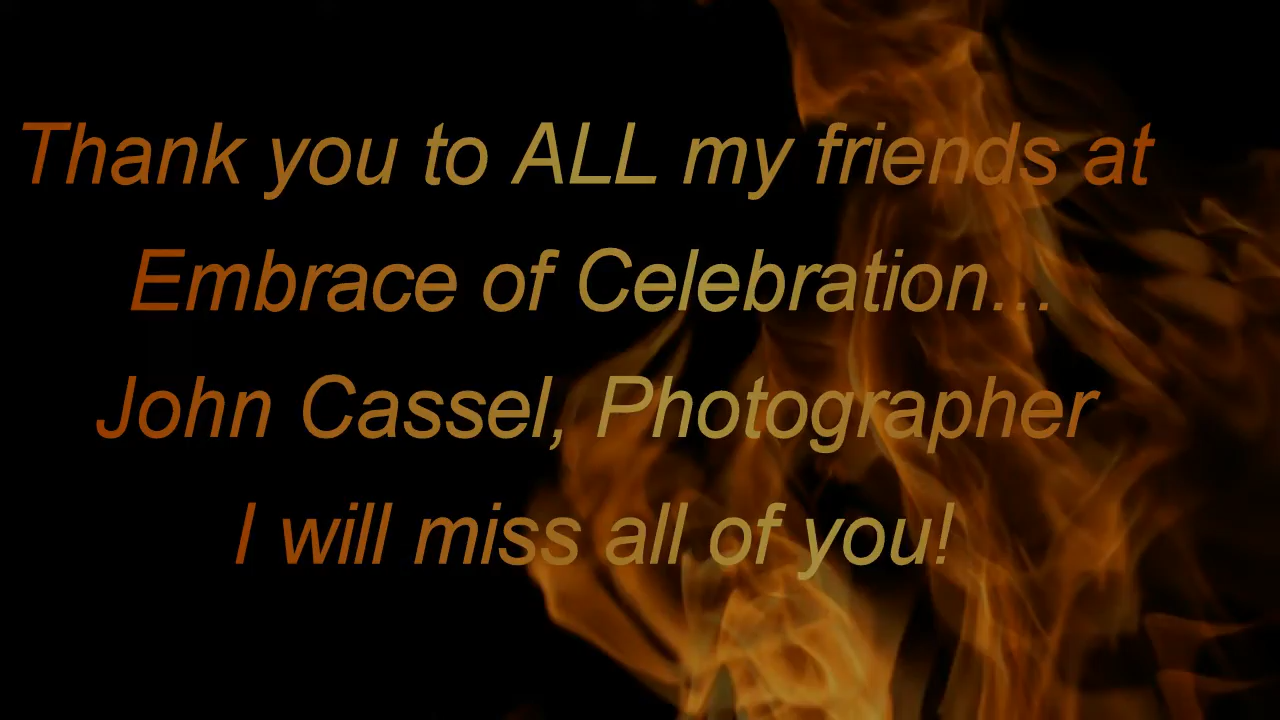 Thank you to ALL my friends at
Embrace of Celebration...
John Cassel, Photographer
I will miss all of you!